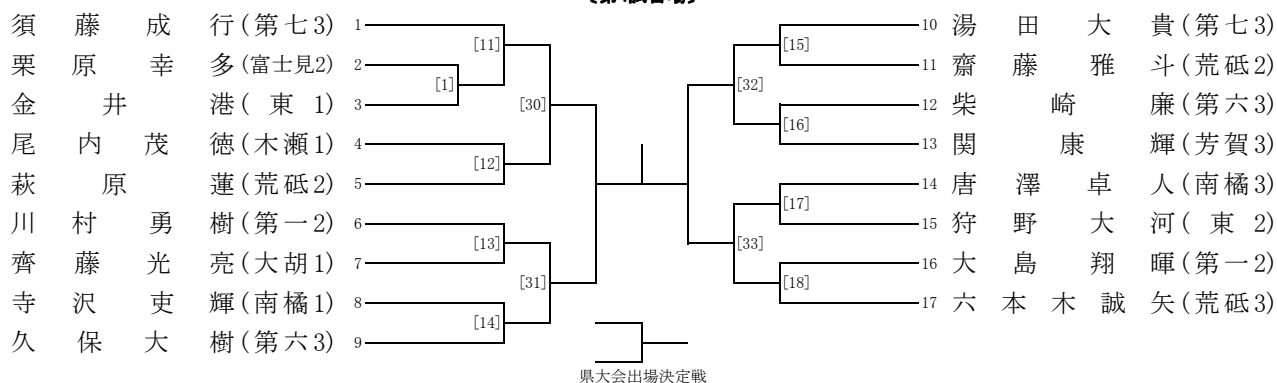 須藤成行(第七3) 1
栗原幸多(富士見2) 2
金井港(東1) 3
尾内茂徳(木瀬1) 4
萩原蓮(荒砥2) 5
川村勇樹(第一2) 6
齊藤光亮(大胡1) 7
寺沢吏輝(南橘1) 8
久保大樹(第六3) 9
[11]
[1]
[30]
[12]
[13]
[31]
[14]
[15]
[32]
[16]
[17]
[33]
[18]
10 湯田大貴(第七3)
11 齋藤雅斗(荒砥2)
12 柴崎廉(第六3)
13 関康輝(芳賀3)
14 唐澤卓人(南橘3)
15 狩野大河(東2)
16 大島翔暉(第一2)
17 六本木誠矢(荒砥3)
県大会出場決定戦